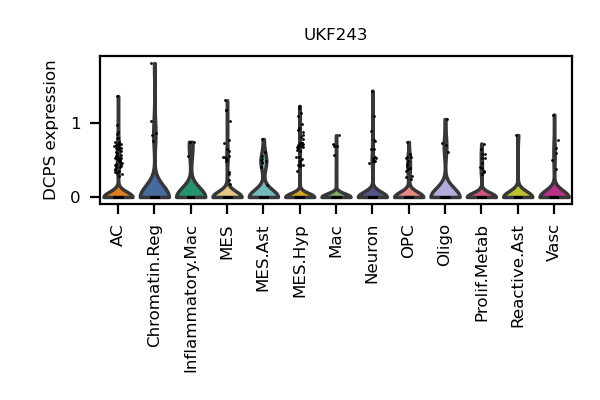 UKF243
DCPS expression
1
0
AC
Chromatin.Reg
Inflammatory.Mac
MES
MES.Ast
MES.Hyp
Mac
Neuron
OPC
Oligo
Prolif.Metab
Reactive.Ast
Vasc